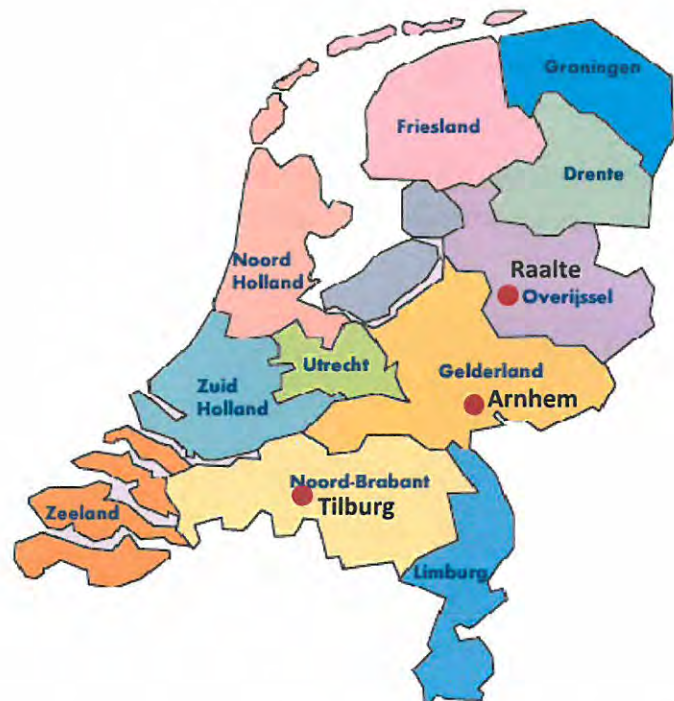 Groningen
Friesland
Drente
Noord
Holland
Raalte
Overijssel
Utrecht
Gelderland
Zuid
Holland
Arnhem
Noord-Brabant
Tilburg
Zeeland
Limburg